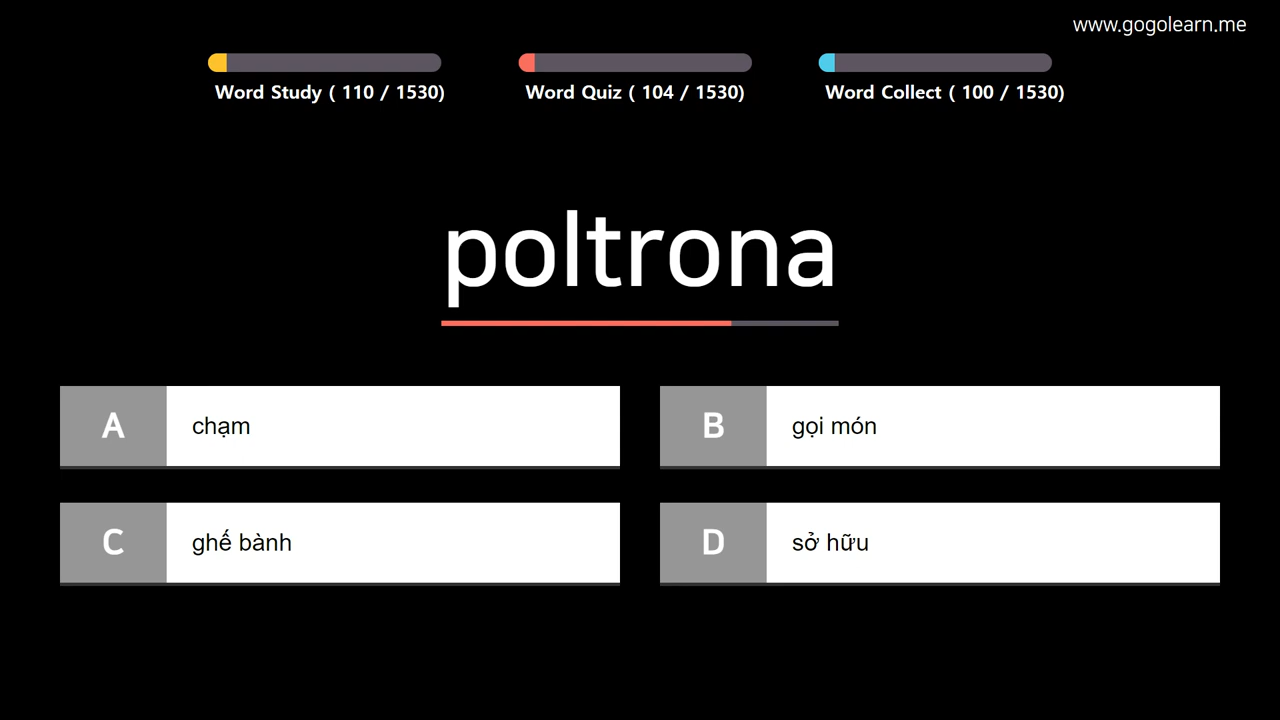 www.gogolearn.me
Word Study ( 110 / 1530)
Word Quiz ( 104 / 1530)
Word Collect ( 100 / 1530)
poltrona
A chạm
B gọi món
C ghế bành
D sở hữu